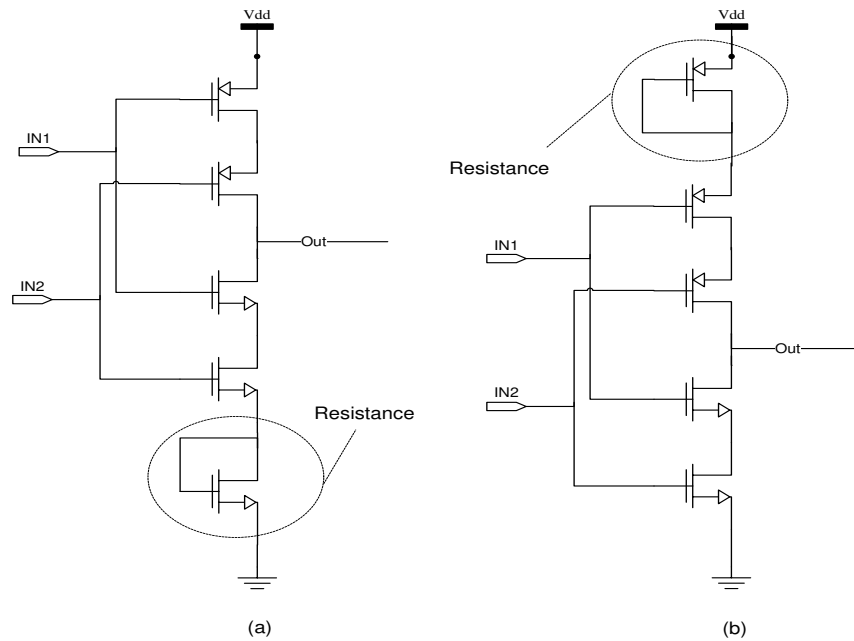 Vdd
IN1
Out
IN2
Resistance
(a)
Vdd
Resistance
IN1
Out
IN2
(b)